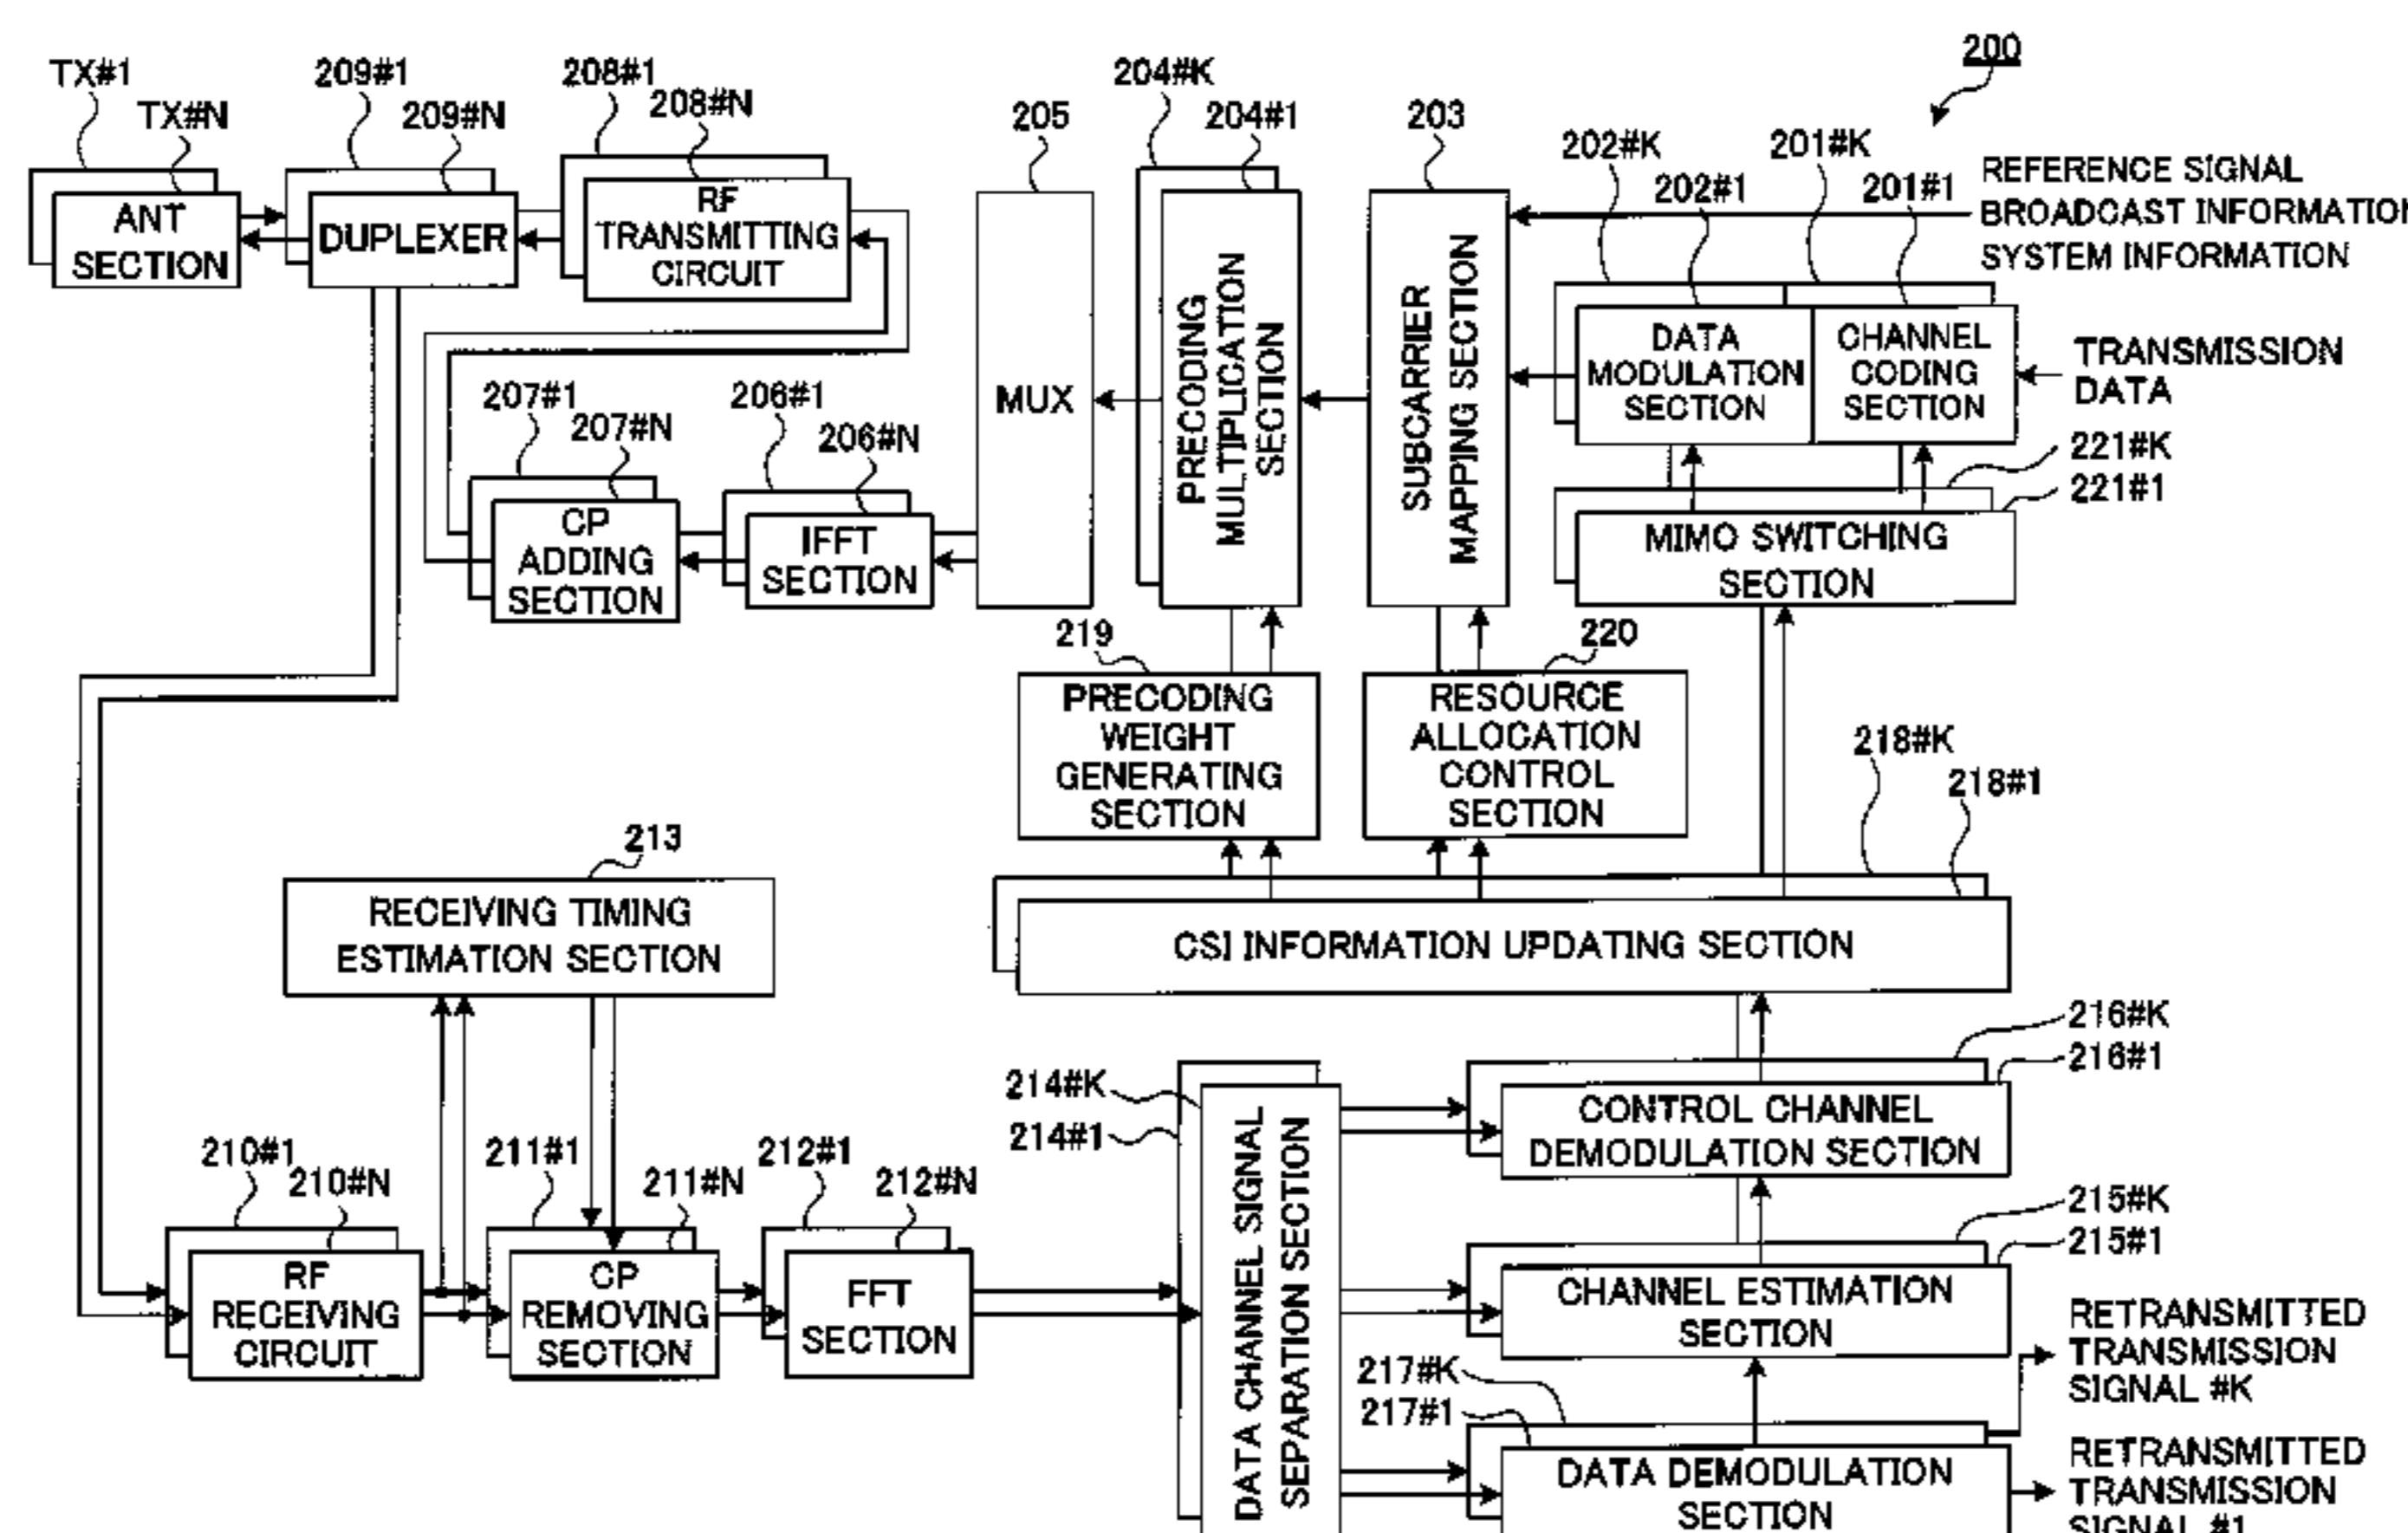 200
TX#1
TX#N
209#1
209#N
208#1
208#N
205
204#K
204#1
203
202#K
202#1
201#K
201#1
REFERENCE SIGNAL
BROADCAST INFORMATION
SYSTEM INFORMATION
ANT
SECTION
DUPLEXER
RF
TRANSMITTING
CIRCUIT
MUX
PRECODING
MULTIPLICATION
SECTION
SUBCARRIER
MAPPING SECTION
DATA
MODULATION
SECTION
CHANNEL
CODING
SECTION
TRANSMISSION
DATA
207#1
207#N
206#1
206#N
221#K
221#1
CP
ADDING
SECTION
IFFT
SECTION
MIMO SWITCHING
SECTION
219
220
PRECODING
WEIGHT
GENERATING
SECTION
RESOURCE
ALLOCATION
CONTROL
SECTION
218#K
218#1
213
RECEIVING TIMING
ESTIMATION SECTION
CSI INFORMATION UPDATING SECTION
216#K
216#1
214#K
214#1
CONTROL CHANNEL
DEMODULATION SECTION
210#1
210#N
211#1
211#N
212#1
212#N
215#K
215#1
RF
RECEIVING
CIRCUIT
CP
REMOVING
SECTION
FFT
SECTION
DATA CHANNEL SIGNAL
SEPARATION SECTION
CHANNEL ESTIMATION
SECTION
RETRANSMITTED
TRANSMISSION
SIGNAL #K
217#K
217#1
DATA DEMODULATION
SECTION
RETRANSMITTED
TRANSMISSION
SIGNAL #1